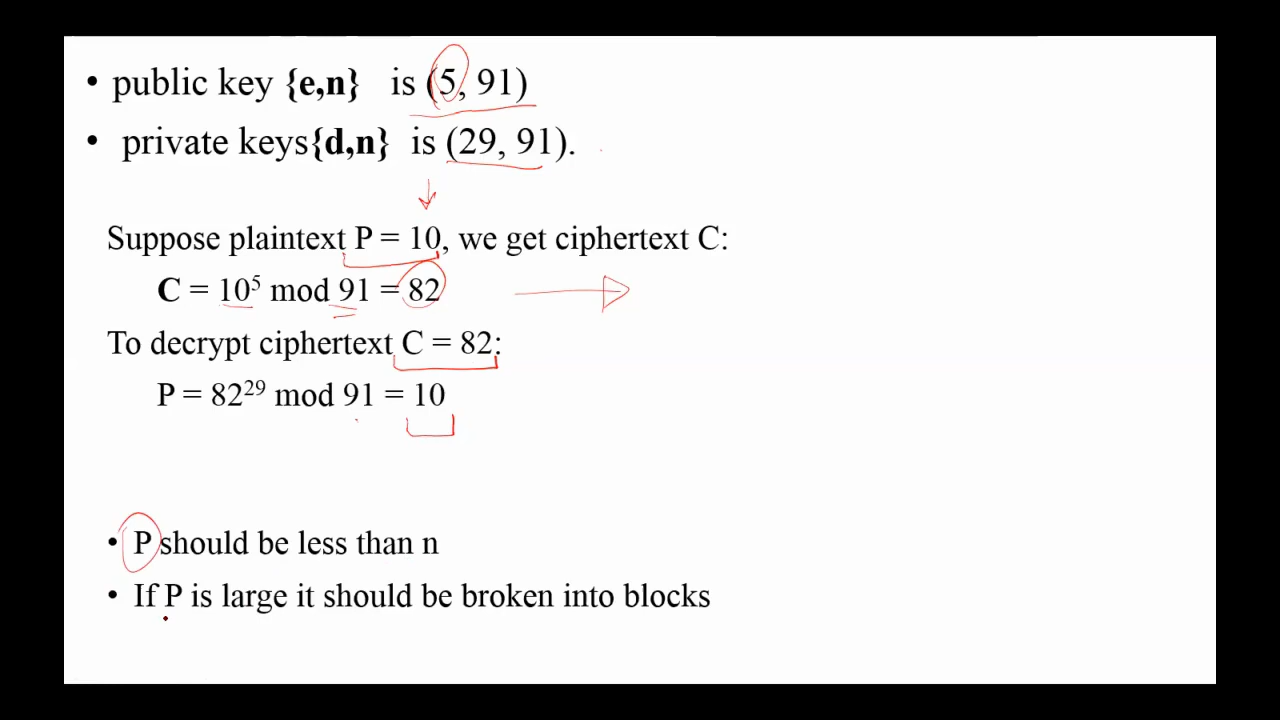 • public key {e,n} is (5, 91)
• private keys{d,n} is (29, 91).
Suppose plaintext P = 10, we get ciphertext C:
C = 10⁵ mod 91 = 82
To decrypt ciphertext C = 82:
P = 82²⁹ mod 91 = 10
• P should be less than n
• If P is large it should be broken into blocks